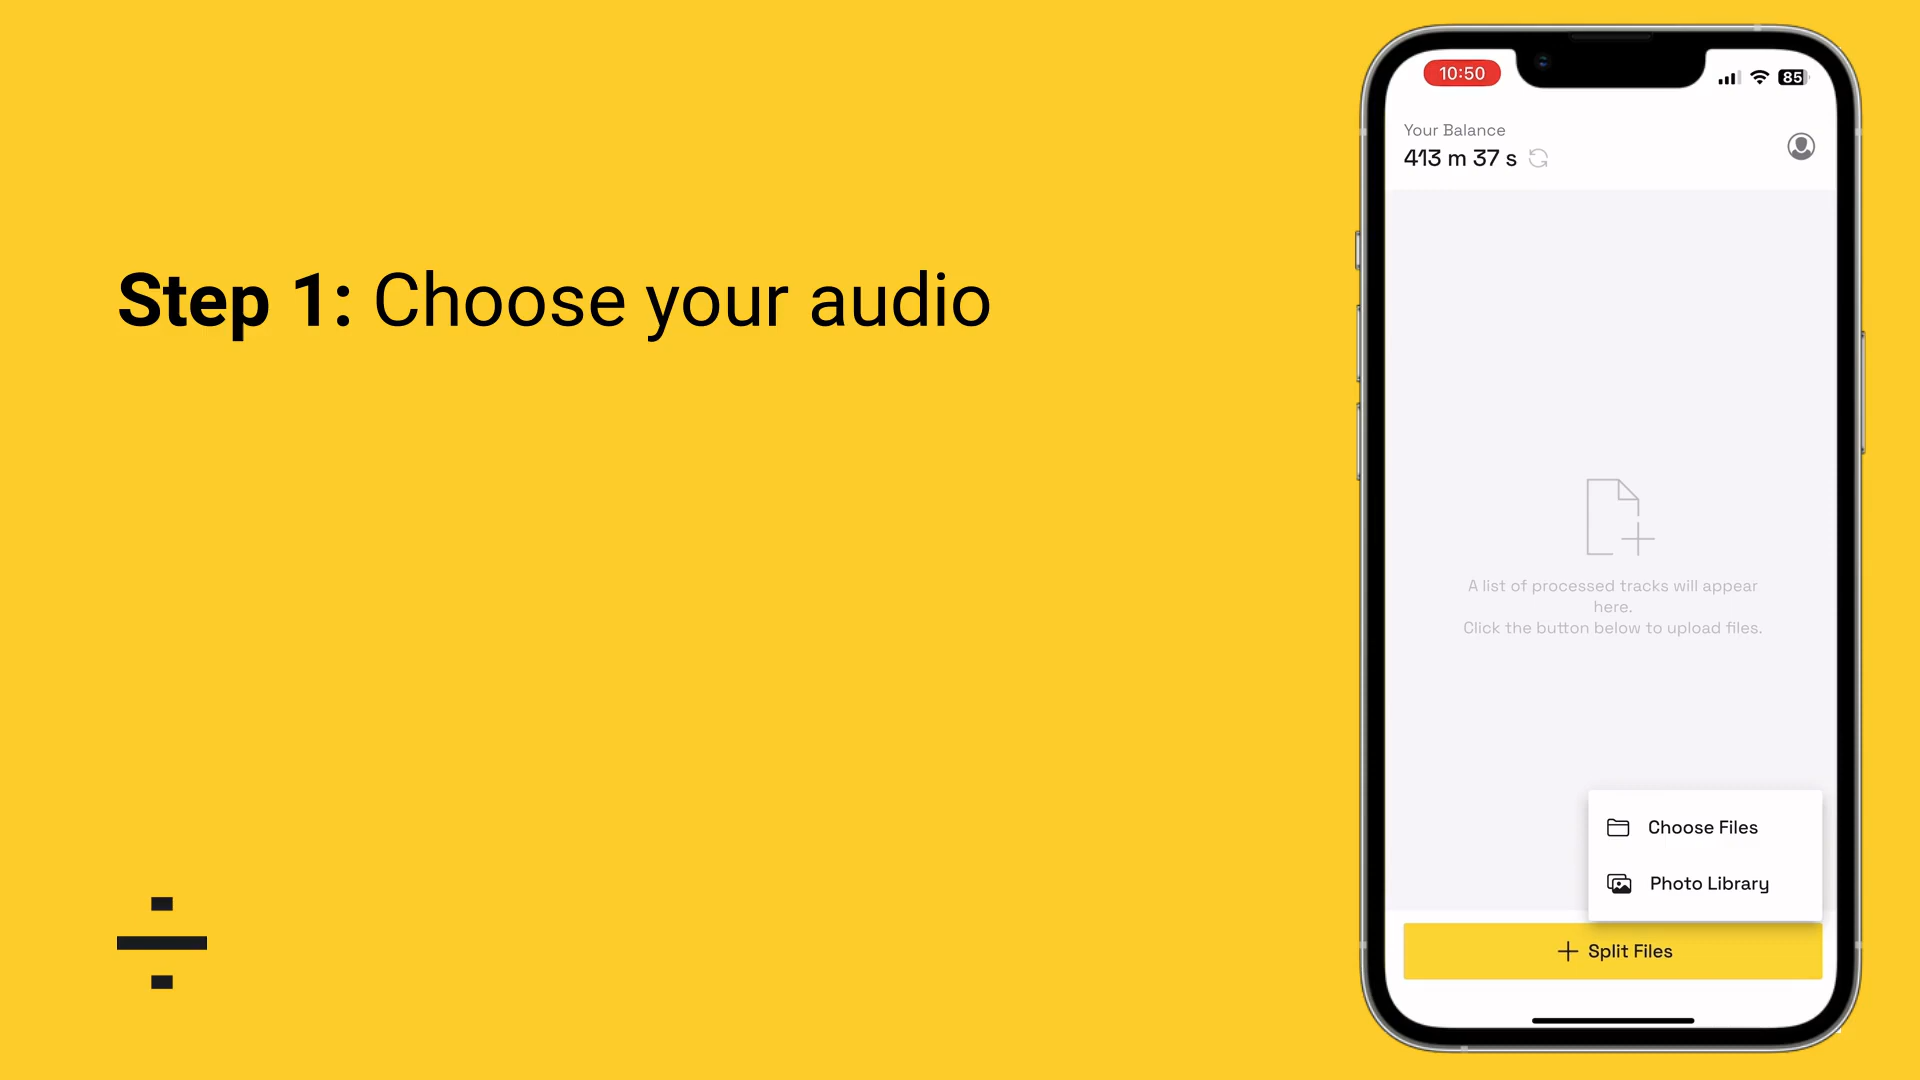 Step 1: Choose your audio
10:50
85
Your Balance
413 m 37 s
A list of processed tracks will appear
here.
Click the button below to upload files.
Choose Files
Photo Library
Split Files